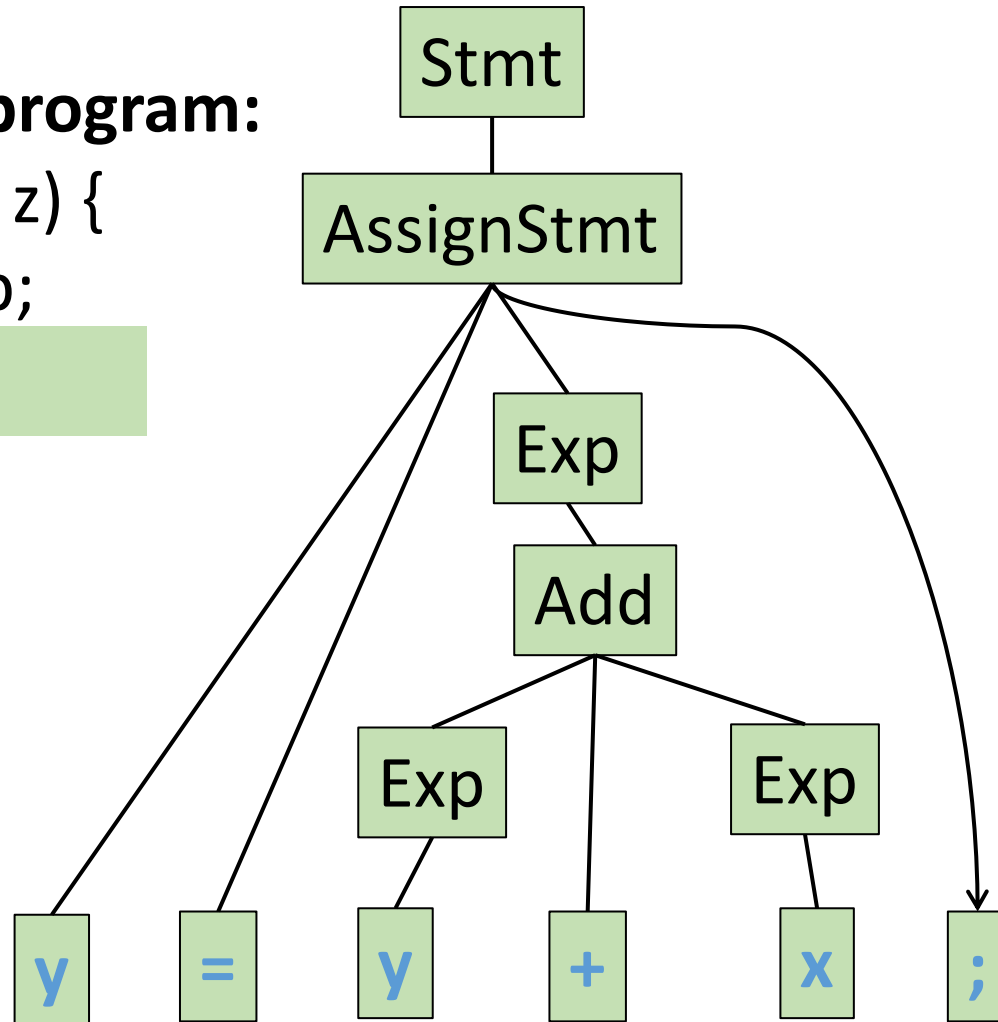 Stmt
program:
z) {
AssignStmt
;
Exp
Add
Exp Exp
y = y + x ;